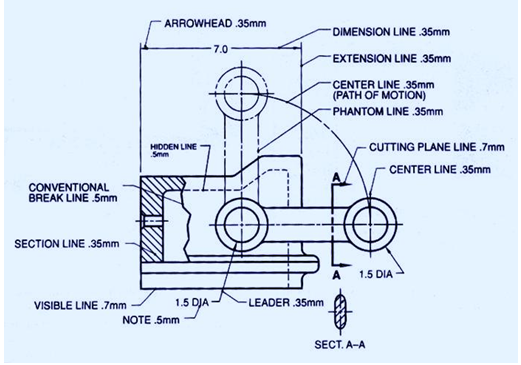 ARROWHEAD .35mm
DIMENSION LINE .35mm
7.0
EXTENSION LINE .35mm
CENTER LINE .35mm
(PATH OF MOTION)
PHANTOM LINE .35mm
HIDDEN LINE
.5mm
CUTTING PLANE LINE .7mm
A
CENTER LINE .35mm
CONVENTIONAL
BREAK LINE .5mm
SECTION LINE .35mm
A
1.5 DIA
VISIBLE LINE .7mm
1.5 DIA
LEADER .35mm
NOTE .5mm
SECT. A–A